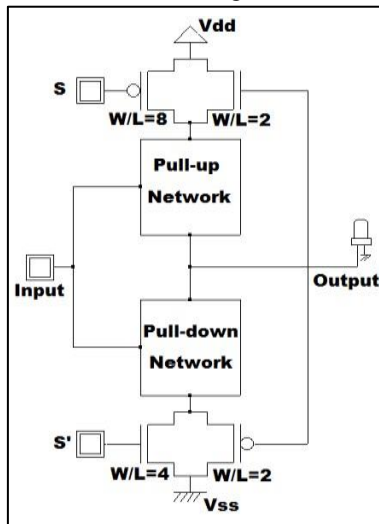 Vdd
S
W/L=8 W/L=2
Pull-up
Network
Input
Output
Pull-down
Network
S'
W/L=4 W/L=2
Vss